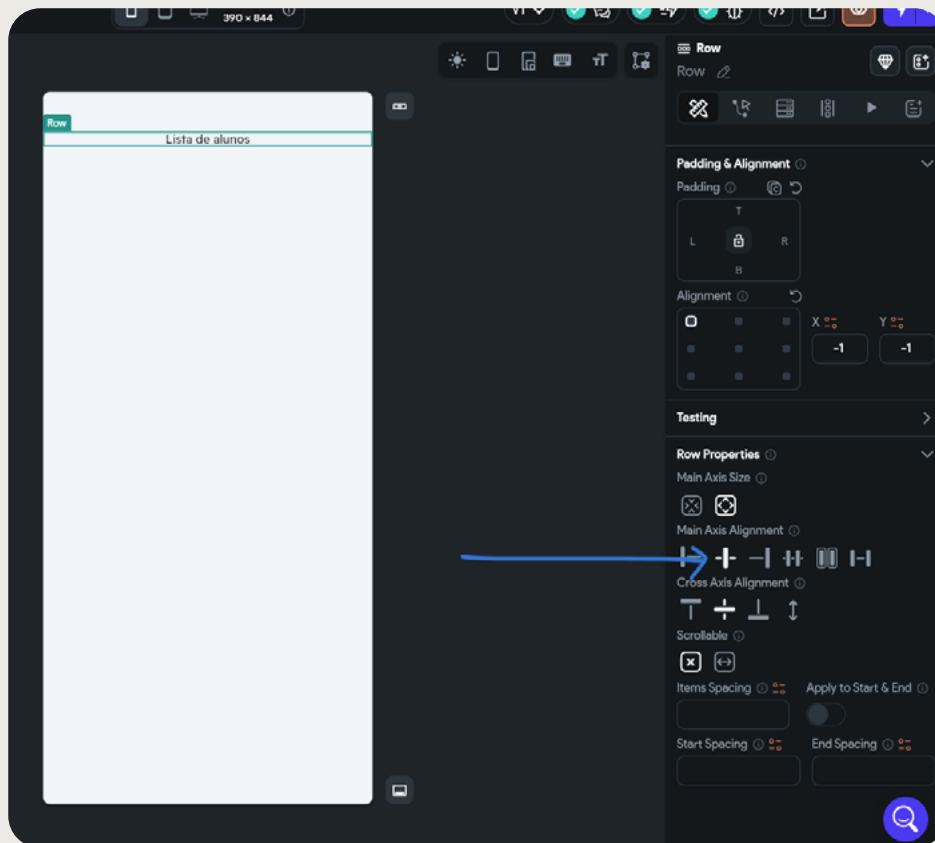 390 × 844
Row
Row
Row
Lista de alunos
Padding & Alignment
Padding
T
L
R
B
Alignment
X
Y
-1
-1
Testing
Row Properties
Main Axis Size
Main Axis Alignment
Cross Axis Alignment
Scrollable
Items Spacing
Apply to Start & End
Start Spacing
End Spacing